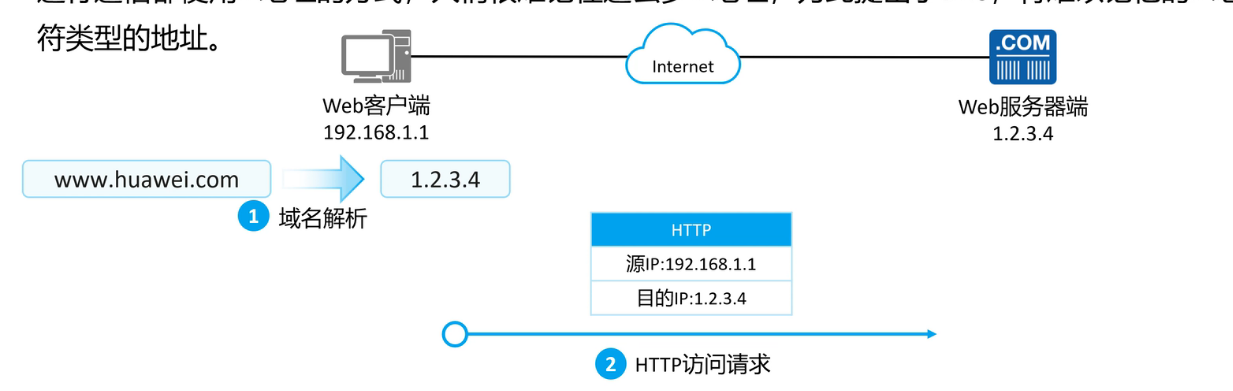 符类型的地址。
.COM
Internet
Web客户端
192.168.1.1
Web服务器端
1.2.3.4
www.huawei.com
1.2.3.4
1 域名解析
HTTP
源IP:192.168.1.1
目的IP:1.2.3.4
2 HTTP访问请求